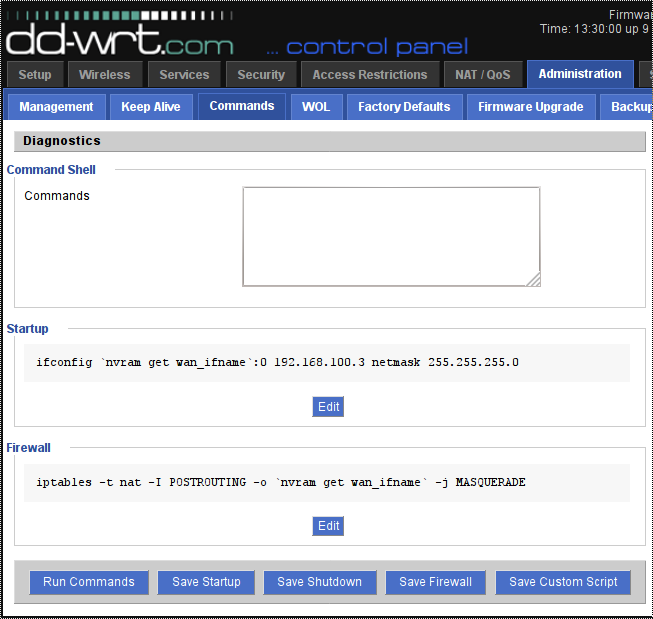 Firmwar
dd-wrt.com ... control panel
Time: 13:30:00 up 9
Setup Wireless Services Security Access Restrictions NAT / QoS Administration
Management Keep Alive Commands WOL Factory Defaults Firmware Upgrade Backup
Diagnostics
Command Shell
Commands
Startup
ifconfig `nvram get wan_ifname`:0 192.168.100.3 netmask 255.255.255.0
Edit
Firewall
iptables -t nat -I POSTROUTING -o `nvram get wan_ifname` -j MASQUERADE
Edit
Run Commands Save Startup Save Shutdown Save Firewall Save Custom Script